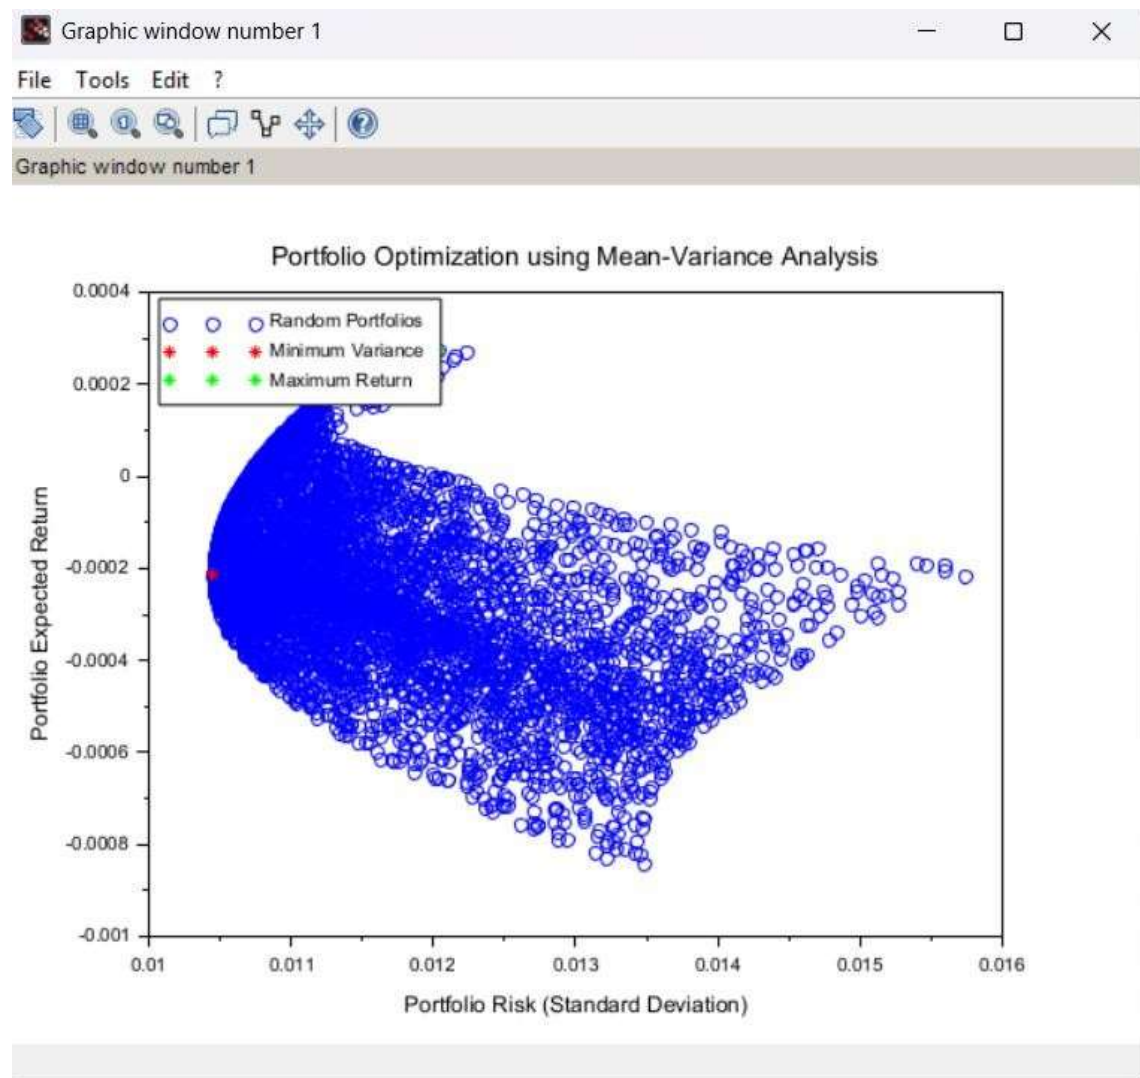 Graphic window number 1
File Tools Edit ?
Graphic window number 1
Portfolio Optimization using Mean-Variance Analysis
Random Portfolios
Minimum Variance
Maximum Return
Portfolio Expected Return
0.0004
0.0002
0
-0.0002
-0.0004
-0.0006
-0.0008
-0.001
0.01 0.011 0.012 0.013 0.014 0.015 0.016
Portfolio Risk (Standard Deviation)